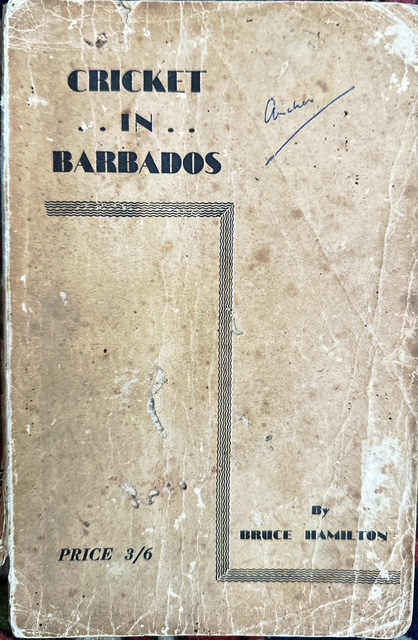 CRICKET
. . IN . .
BARBADOS
Archer
By
BRUCE HAMILTON
PRICE 3/6